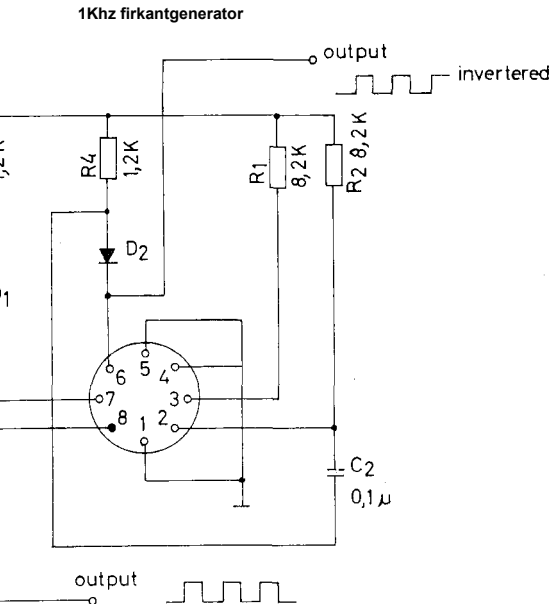 1Khz firkantgenerator
output
invertered
R4
1,2K
R1
8,2K
R2 8,2K
D2
6
5
4
7
3
8
1
2
C2
0,1µ
output